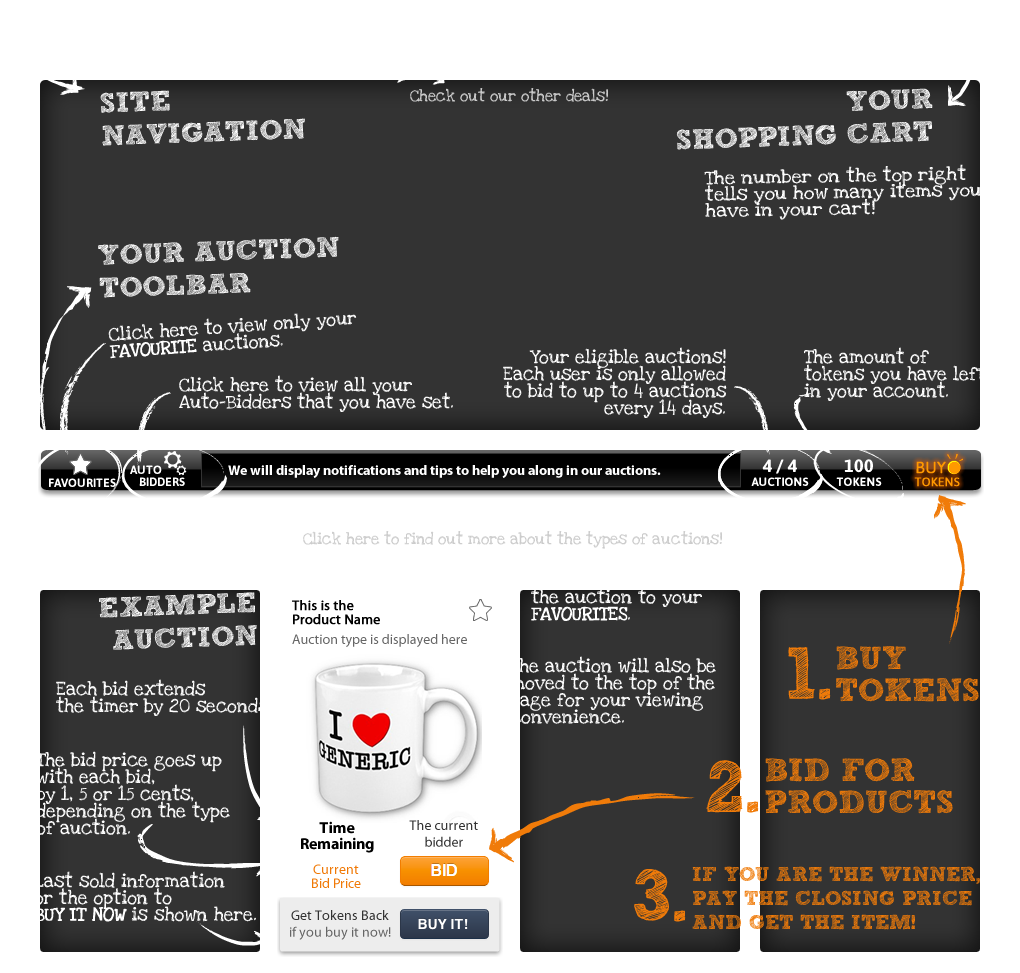 Check out our other deals!
SITE
NAVIGATION
YOUR
SHOPPING CART
The number on the top right
tells you how many items you
have in your cart!
YOUR AUCTION
TOOLBAR
Click here to view only your
FAVOURITE auctions.
Click here to view all your
Auto-Bidders that you have set.
Your eligible auctions!
Each user is only allowed
to bid to up to 4 auctions
every 14 days.
The amount of
tokens you have left
in your account.
FAVOURITES
AUTO
BIDDERS
We will display notifications and tips to help you along in our auctions.
4 / 4
AUCTIONS
100
TOKENS
BUY
TOKENS
Click here to find out more about the types of auctions!
EXAMPLE
AUCTION
Each bid extends
the timer by 20 second
The bid price goes up
with each bid,
by 1, 5 or 15 cents,
depending on the type
of auction.
Last sold information
or the option to
BUY IT NOW is shown here.
This is the
Product Name
Auction type is displayed here
I
GENERIC
Time
Remaining
The current
bidder
Current
Bid Price
BID
Get Tokens Back
if you buy it now!
BUY IT!
the auction to your
FAVOURITES.
he auction will also be
moved to the top of the
age for your viewing
onvenience.
1. BUY
TOKENS
2. BID FOR
PRODUCTS
3. IF YOU ARE THE WINNER,
PAY THE CLOSING PRICE
AND GET THE ITEM!